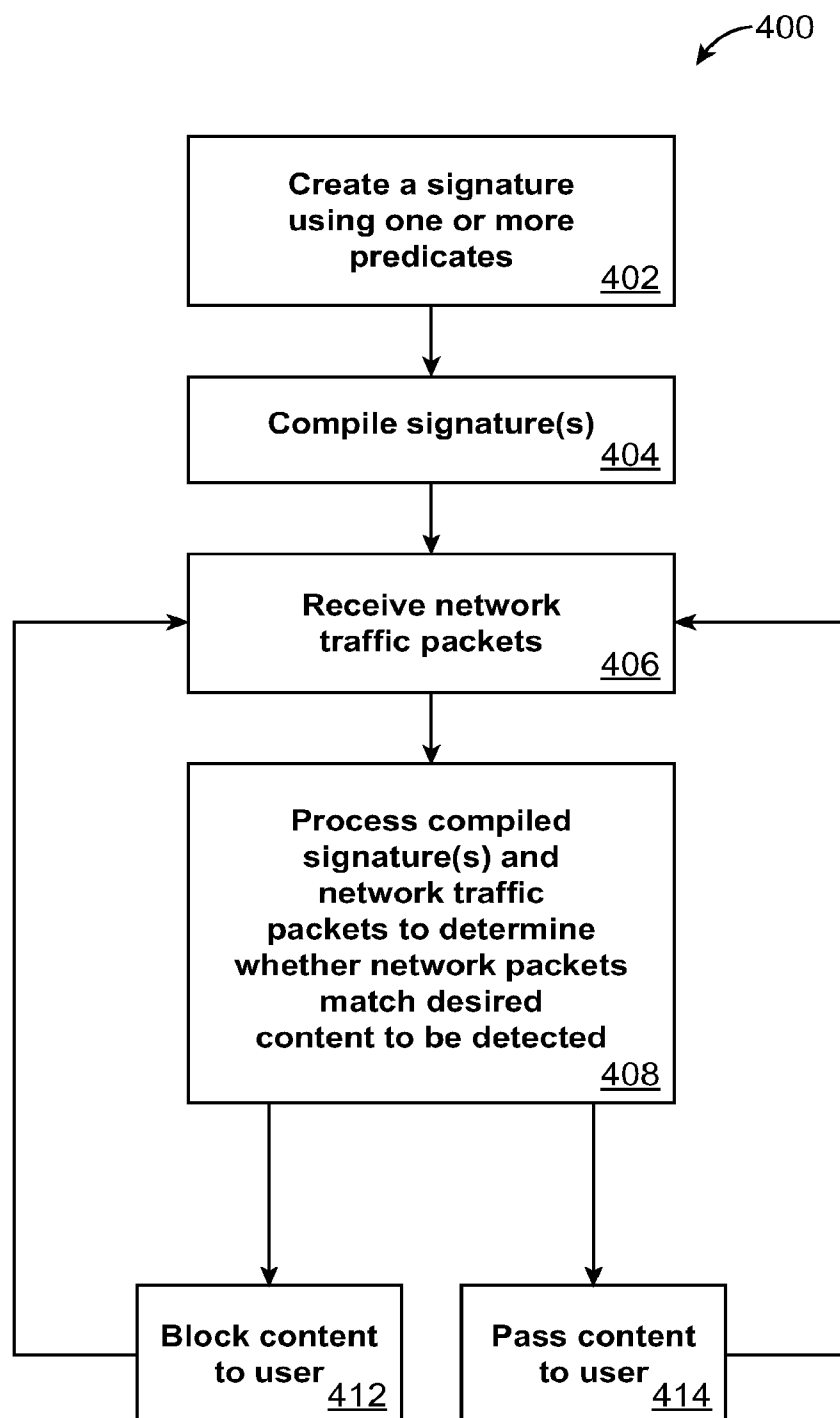 400
Create a signature
using one or more
predicates
402
Compile signature(s)
404
Receive network
traffic packets
406
Process compiled
signature(s) and
network traffic
packets to determine
whether network packets
match desired
content to be detected
408
Block content
to user
412
Pass content
to user
414